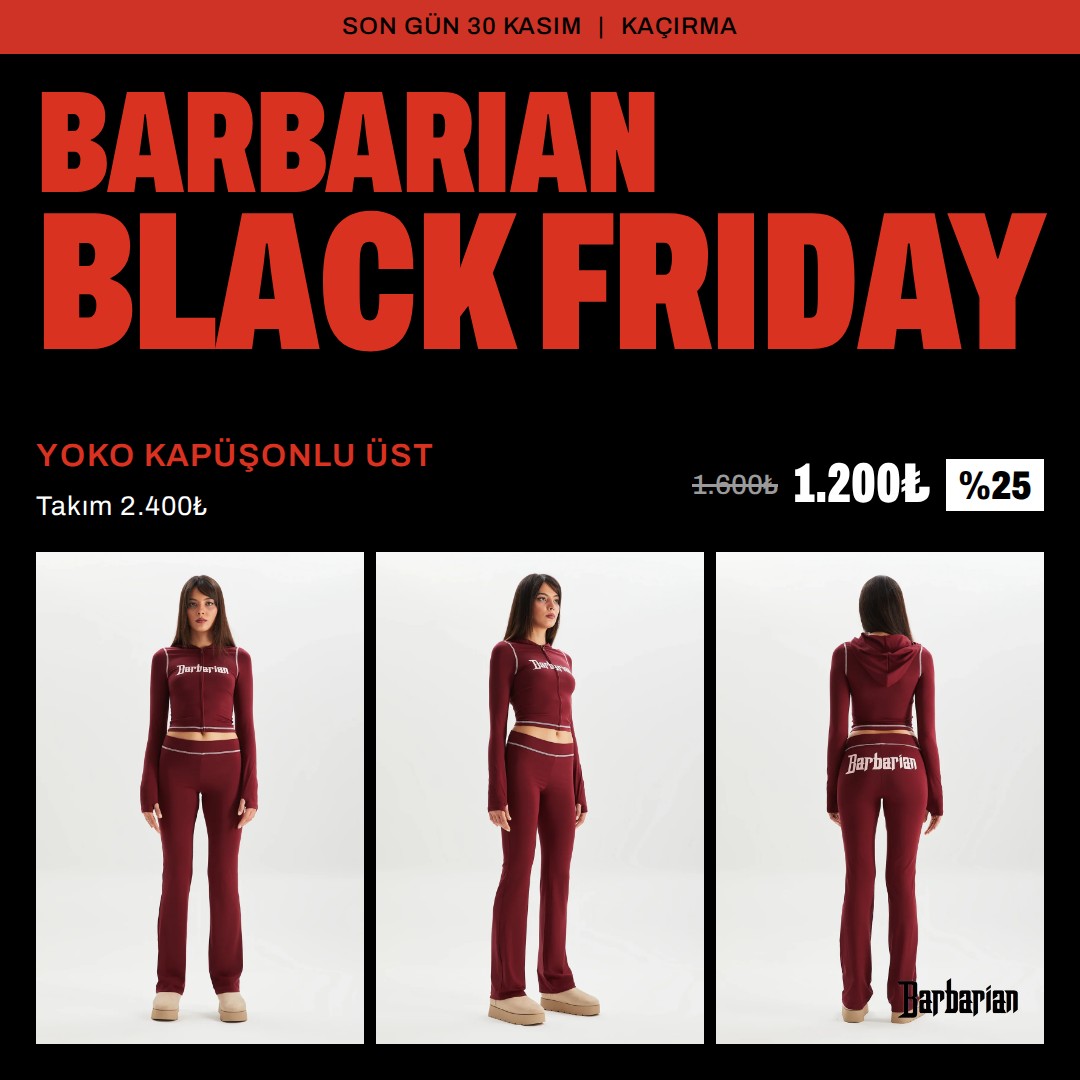 SON GÜN 30 KASIM | KAÇIRMA
BARBARIAN
BLACK FRIDAY
YOKO KAPÜŞONLU ÜST
Takım 2.400₺
1.600₺ 1.200₺ %25
Barbarian
Barbarian
Barbarian
Barbarian